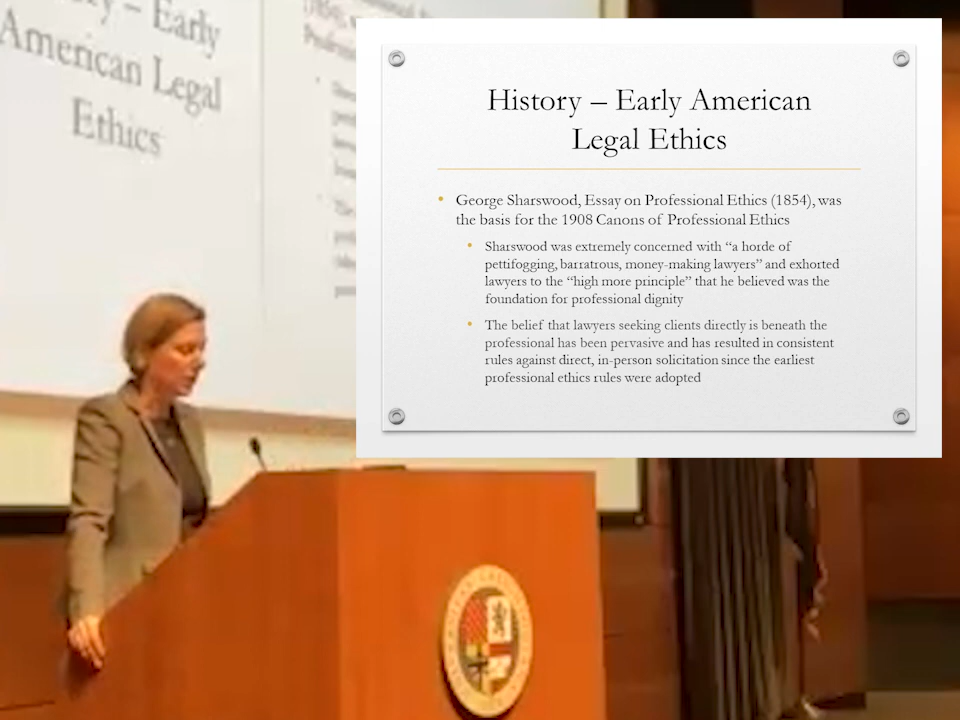 ry – Early
American Legal
Ethics
(1854),
History – Early American
Legal Ethics
• George Sharswood, Essay on Professional Ethics (1854), was
the basis for the 1908 Canons of Professional Ethics
• Sharswood was extremely concerned with “a horde of
pettifogging, barratrous, money-making lawyers” and exhorted
lawyers to the “high more principle” that he believed was the
foundation for professional dignity
• The belief that lawyers seeking clients directly is beneath the
professional has been pervasive and has resulted in consistent
rules against direct, in-person solicitation since the earliest
professional ethics rules were adopted